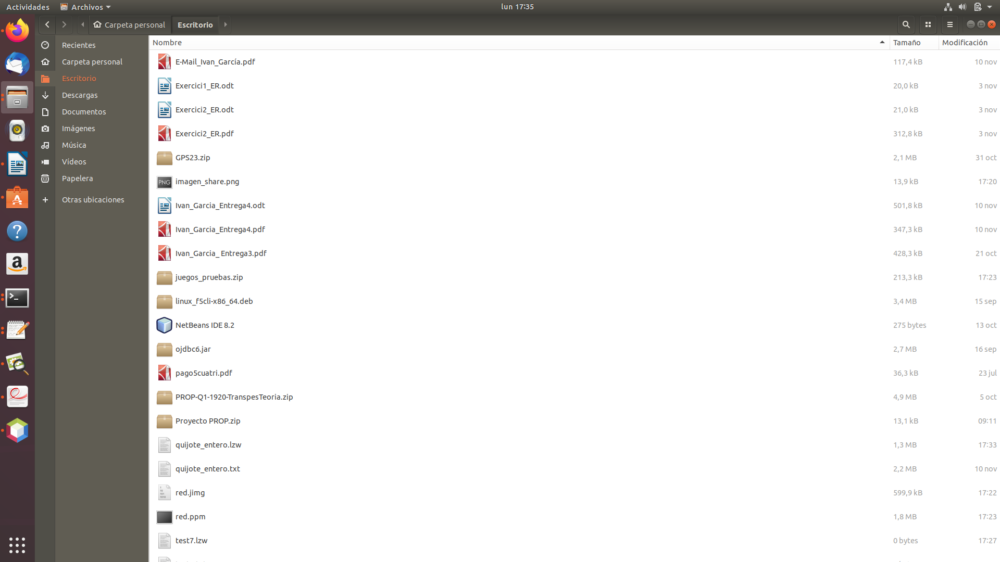 Actividades Archivos lun 17:35
Carpeta personal Escritorio
Recientes
Carpeta personal
Escritorio
Descargas
Documentos
Imágenes
Música
Vídeos
Papelera
Otras ubicaciones
Nombre Tamaño Modificación
E-Mail_Ivan_García.pdf 117,4 kB 10 nov
Exercici1_ER.odt 20,0 kB 3 nov
Exercici2_ER.odt 21,0 kB 3 nov
Exercici2_ER.pdf 312,8 kB 3 nov
GPS23.zip 2,1 MB 31 oct
PNG imagen_share.png 13,9 kB 17:20
Ivan_Garcia_Entrega4.odt 501,8 kB 10 nov
Ivan_Garcia_Entrega4.pdf 347,3 kB 10 nov
Ivan_Garcia_ Entrega3.pdf 428,3 kB 21 oct
juegos_pruebas.zip 213,3 kB 17:23
linux_f5cli-x86_64.deb 3,4 MB 15 sep
NetBeans IDE 8.2 275 bytes 13 oct
ojdbc6.jar 2,7 MB 16 sep
pago5cuatri.pdf 36,3 kB 23 jul
PROP-Q1-1920-TranspesTeoria.zip 4,9 MB 5 oct
Proyecto PROP.zip 13,1 kB 09:11
quijote_entero.lzw 1,3 MB 17:33
quijote_entero.txt 2,2 MB 10 nov
red.jimg 599,9 kB 17:22
red.ppm 1,8 MB 17:23
test7.lzw 0 bytes 17:27